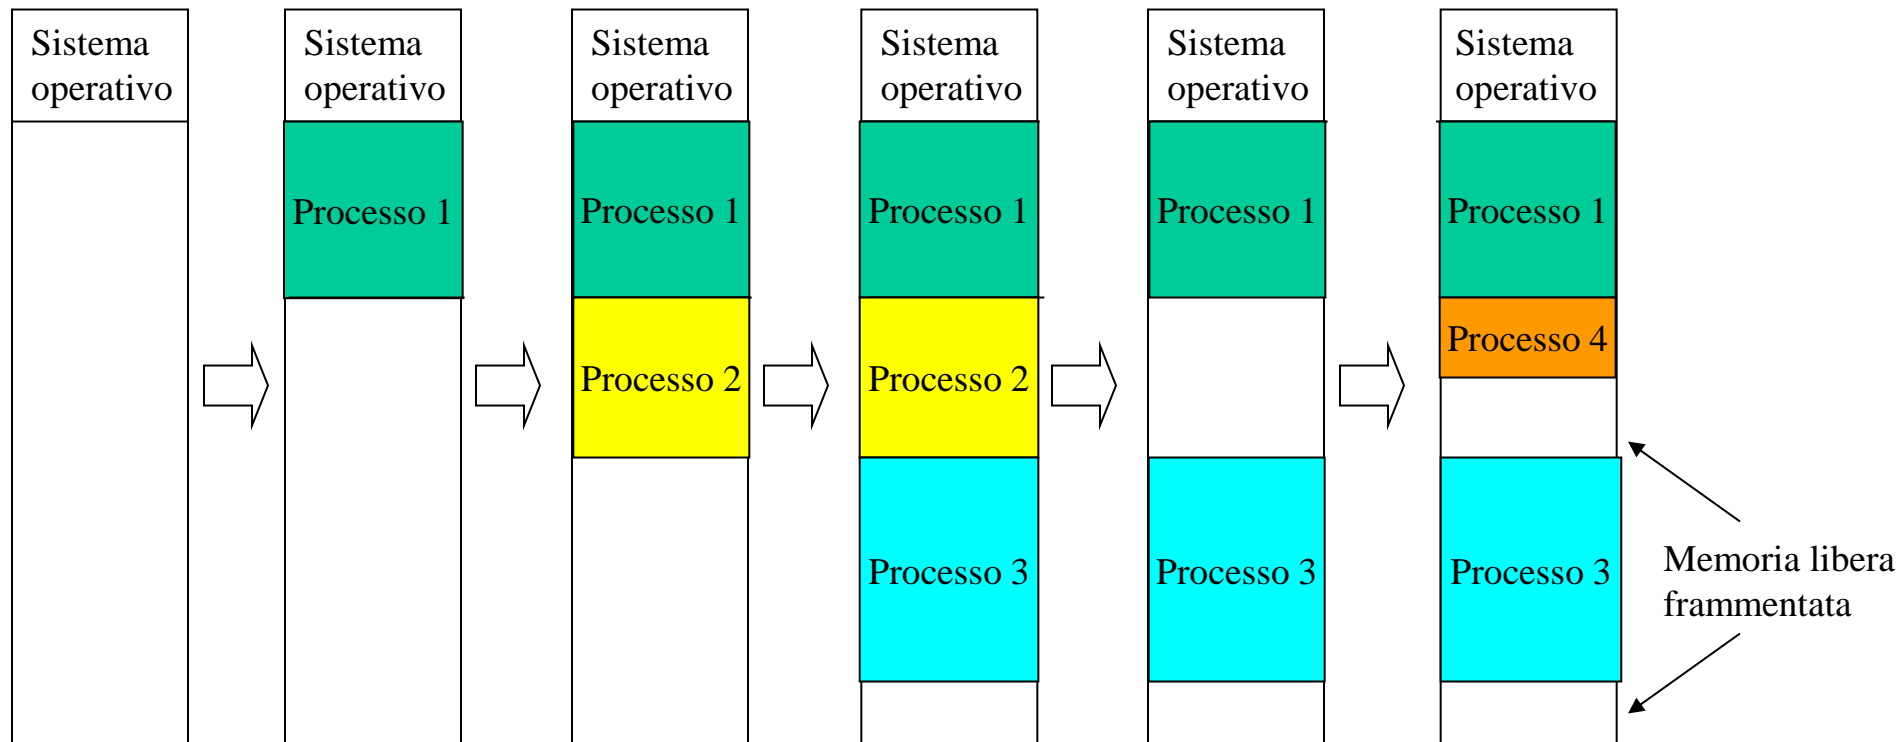 Sistema
operativo
Sistema
operativo
Processo 1
Sistema
operativo
Processo 1
Processo 2
Sistema
operativo
Processo 1
Processo 2
Processo 3
Sistema
operativo
Processo 1
Processo 3
Sistema
operativo
Processo 1
Processo 4
Processo 3
Memoria libera
frammentata